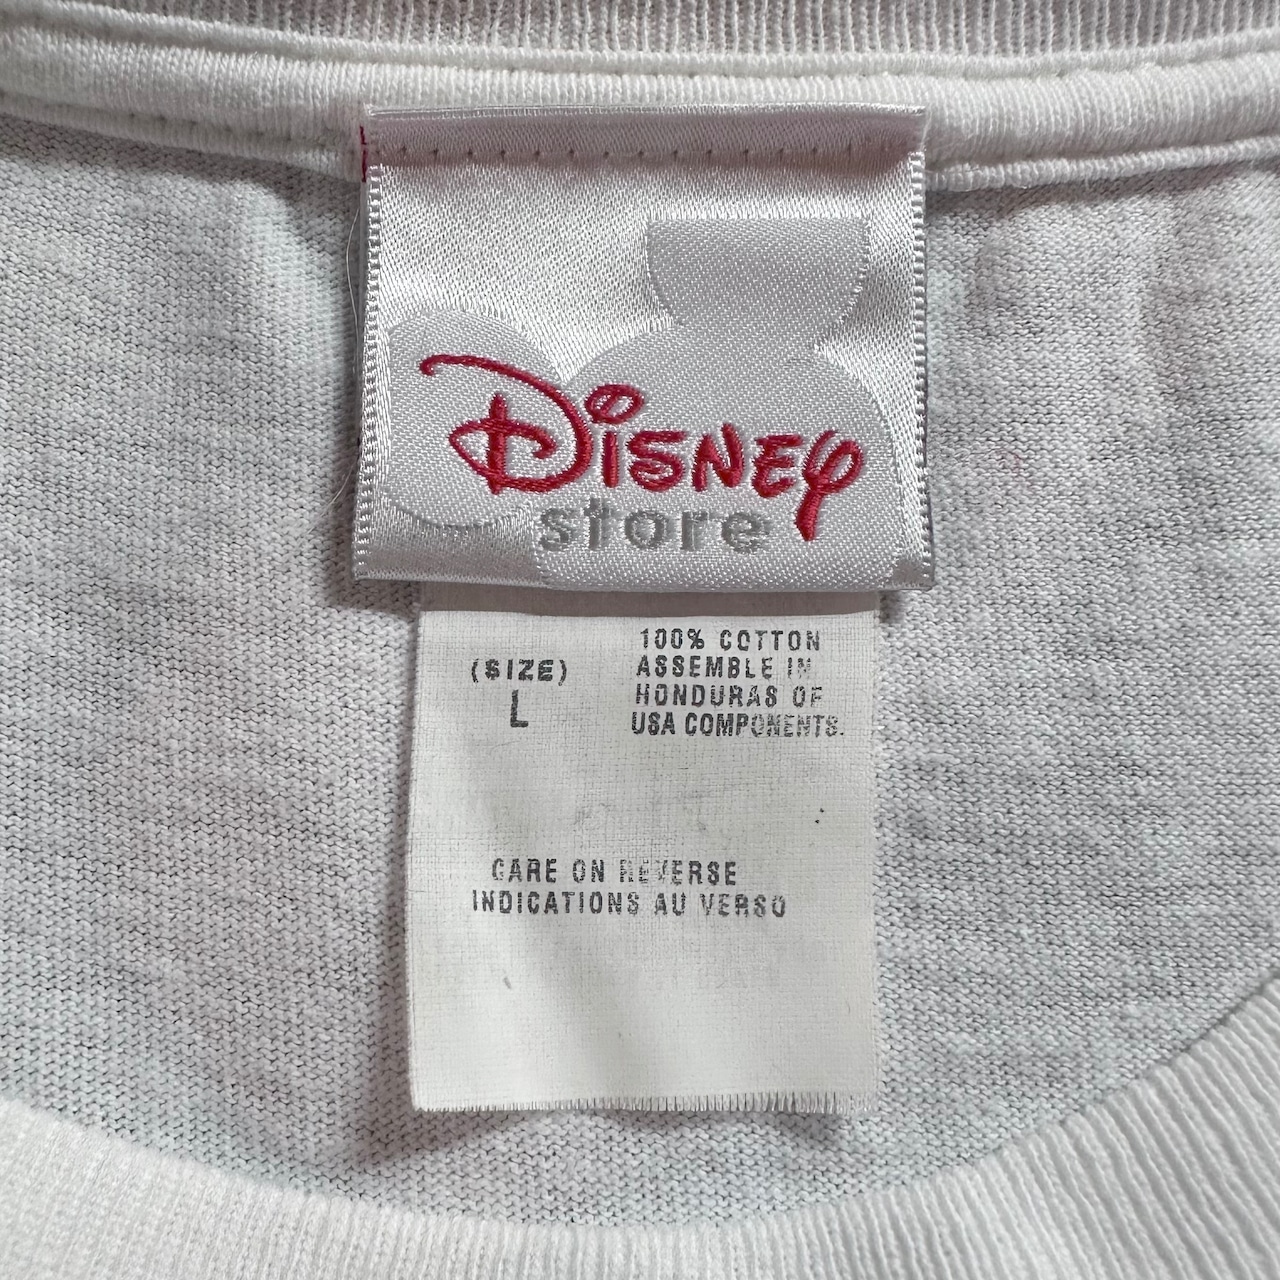 Disney
store
(SIZE)
L
100% COTTON
ASSEMBLE IN
HONDURAS OF
USA COMPONENTS.
CARE ON REVERSE
INDICATIONS AU VERSO